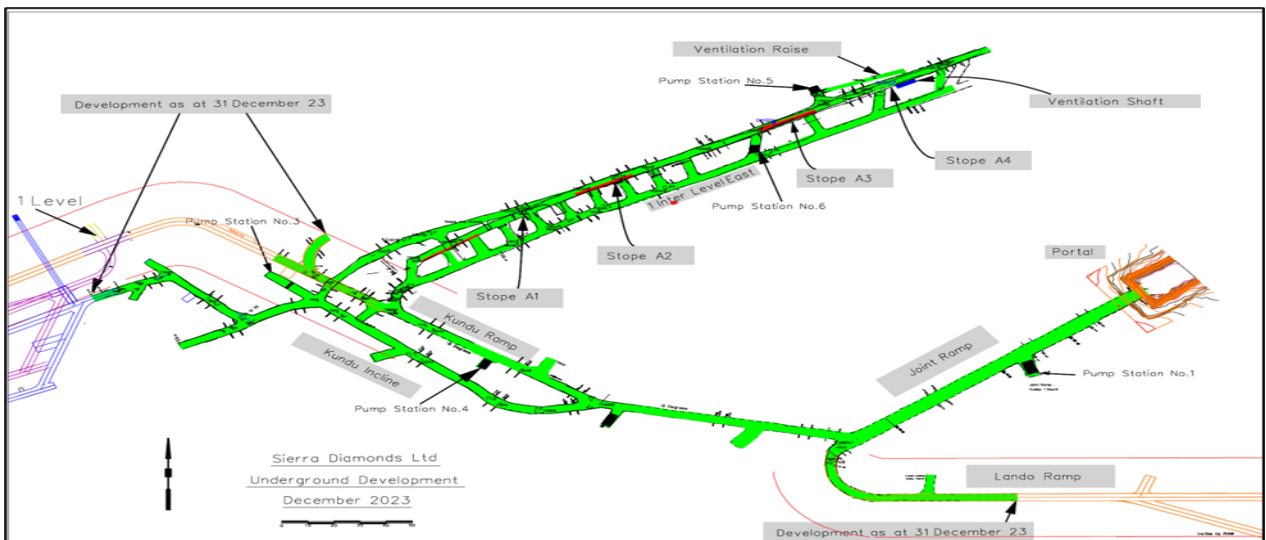 Ventilation Raise
Pump Station No.5
Development as at 31 December 23
Ventilation Shaft
Stope A4
Stope A3
1 Inter Level East
Pump Station No.6
1 Level
Pump Station No.3
Stope A2
Portal
Stope A1
Kundu Ramp
Kundu Incline
Joint Ramp
Pump Station No.1
Pump Station No.4
Sierra Diamonds Ltd
Underground Development
December 2023
Lando Ramp
Development as at 31 December 23